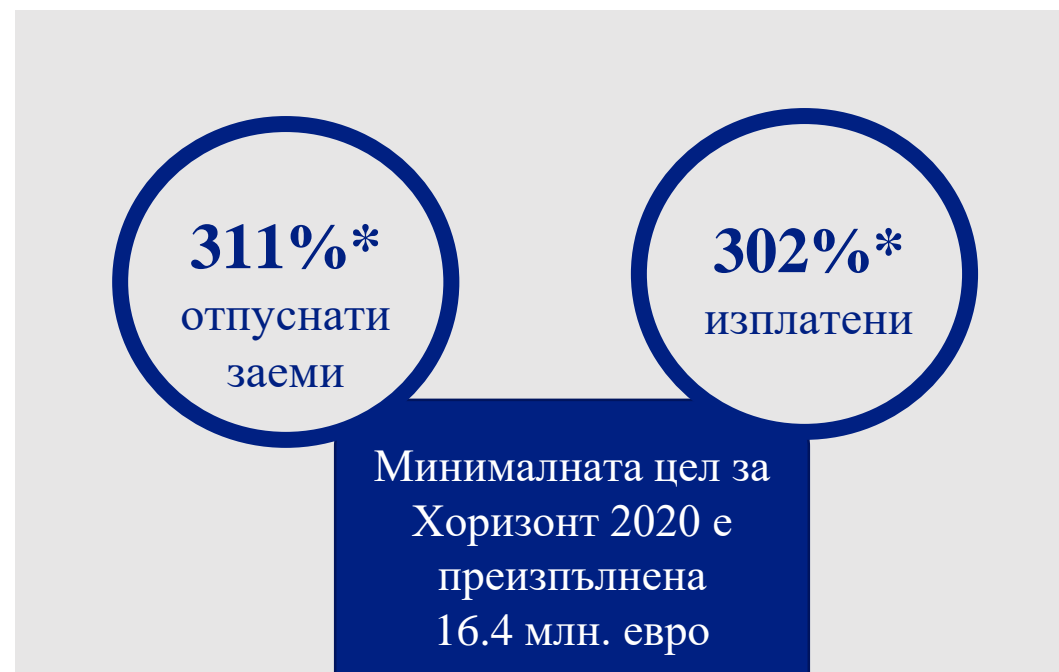 311%*
отпуснати
заеми
302%*
изплатени
Минималната цел за
Хоризонт 2020 е
преизпълнена
16.4 млн. евро